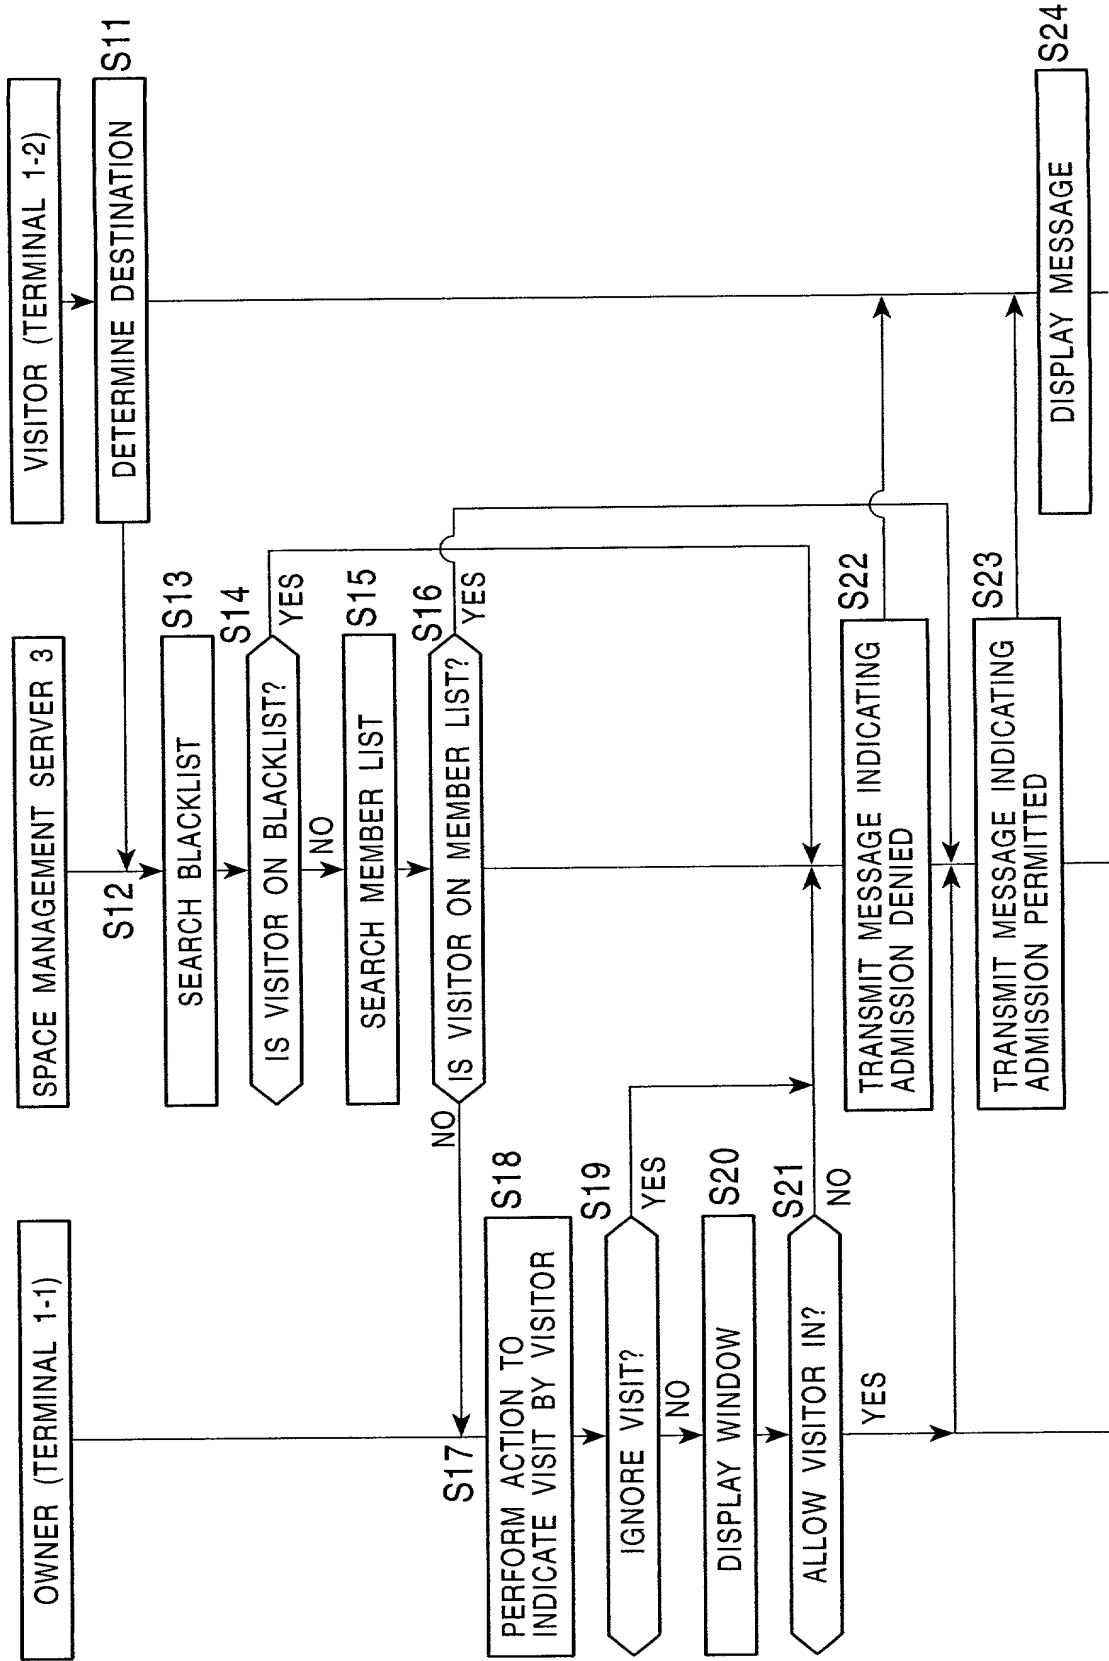 OWNER (TERMINAL 1-1)
SPACE MANAGEMENT SERVER 3
VISITOR (TERMINAL 1-2)
S11
DETERMINE DESTINATION
S12
S13
SEARCH BLACKLIST
S14
IS VISITOR ON BLACKLIST?
YES
NO
S15
SEARCH MEMBER LIST
S16
IS VISITOR ON MEMBER LIST?
YES
NO
S17
S18
PERFORM ACTION TO
INDICATE VISIT BY VISITOR
S19
IGNORE VISIT?
YES
NO
S20
DISPLAY WINDOW
S21
ALLOW VISITOR IN?
NO
YES
S22
TRANSMIT MESSAGE INDICATING
ADMISSION DENIED
S23
TRANSMIT MESSAGE INDICATING
ADMISSION PERMITTED
S24
DISPLAY MESSAGE